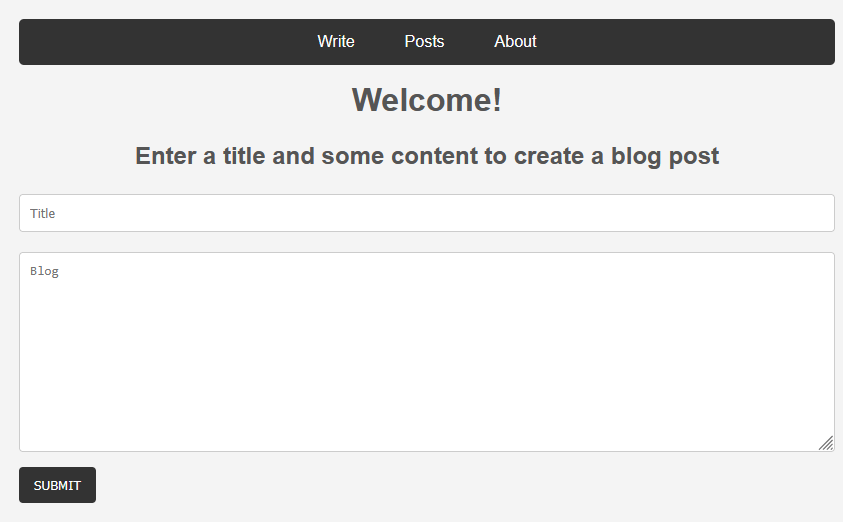 Write Posts About
Welcome!
Enter a title and some content to create a blog post
Title
Blog
SUBMIT